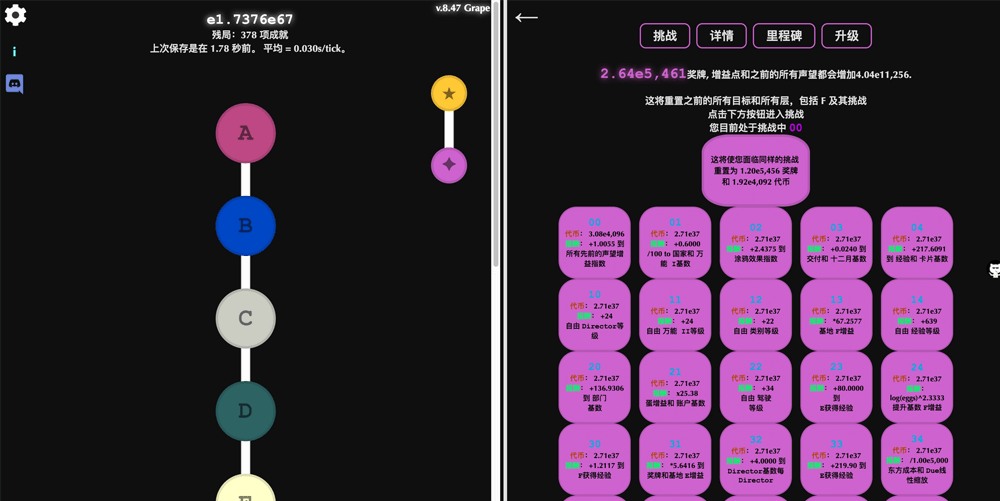 v.8.47 Grape
e1.7376e67
残局: 378 项成就
上次保存是在 1.78 秒前。 平均 = 0.030s/tick。
i
A
B
C
D
←
挑战
详情
里程碑
升级
2.64e5,461奖牌, 增益点和之前的所有声望都会增加4.04e11,256.
这将重置之前的所有目标和所有层，包括 F 及其挑战
点击下方按钮进入挑战
您目前处于挑战中 00
这将使您面临同样的挑战
重置为 1.20e5,456 奖牌
和 1.92e4,092 代币
00
代币: 3.08e4,096
+1.0055 到
所有先前的声望增
益指数
01
代币: 2.71e37
+0.6000
/100 to 国家和 万
能 I基数
02
代币: 2.71e37
+2.4375 到
涂鸦效果指数
03
代币: 2.71e37
+0.0240 到
交付和 十二月基数
04
代币: 2.71e37
+217.6091
到 经验和 卡片基数
10
代币: 2.71e37
+24
自由 Director等
级
11
代币: 2.71e37
+24
自由 万能 II等级
12
代币: 2.71e37
+22
自由 类别等级
13
代币: 2.71e37
*67.2577
基地 F增益
14
代币: 2.71e37
+639
自由 经验等级
20
代币: 2.71e37
+136.9306
到 部门
基数
21
代币: 2.71e37
x25.38
蛋增益和 账户基数
22
代币: 2.71e37
+34
自由 驾驶
等级
23
代币: 2.71e37
+80.0000
到
E获得经验
24
代币: 2.71e37
log(eggs)^2.3333
提升基数 F增益
30
代币: 2.71e37
+1.2117 到
F获得经验
31
代币: 2.71e37
*5.6416 到
奖牌和基地 E增益
32
代币: 2.71e37
+4.0000 到
Director基数每
Director
33
代币: 2.71e37
+219.90 到
E获得经验
34
代币: 2.71e37
/1.00e5,000
东方成本和 Due线
性缩放